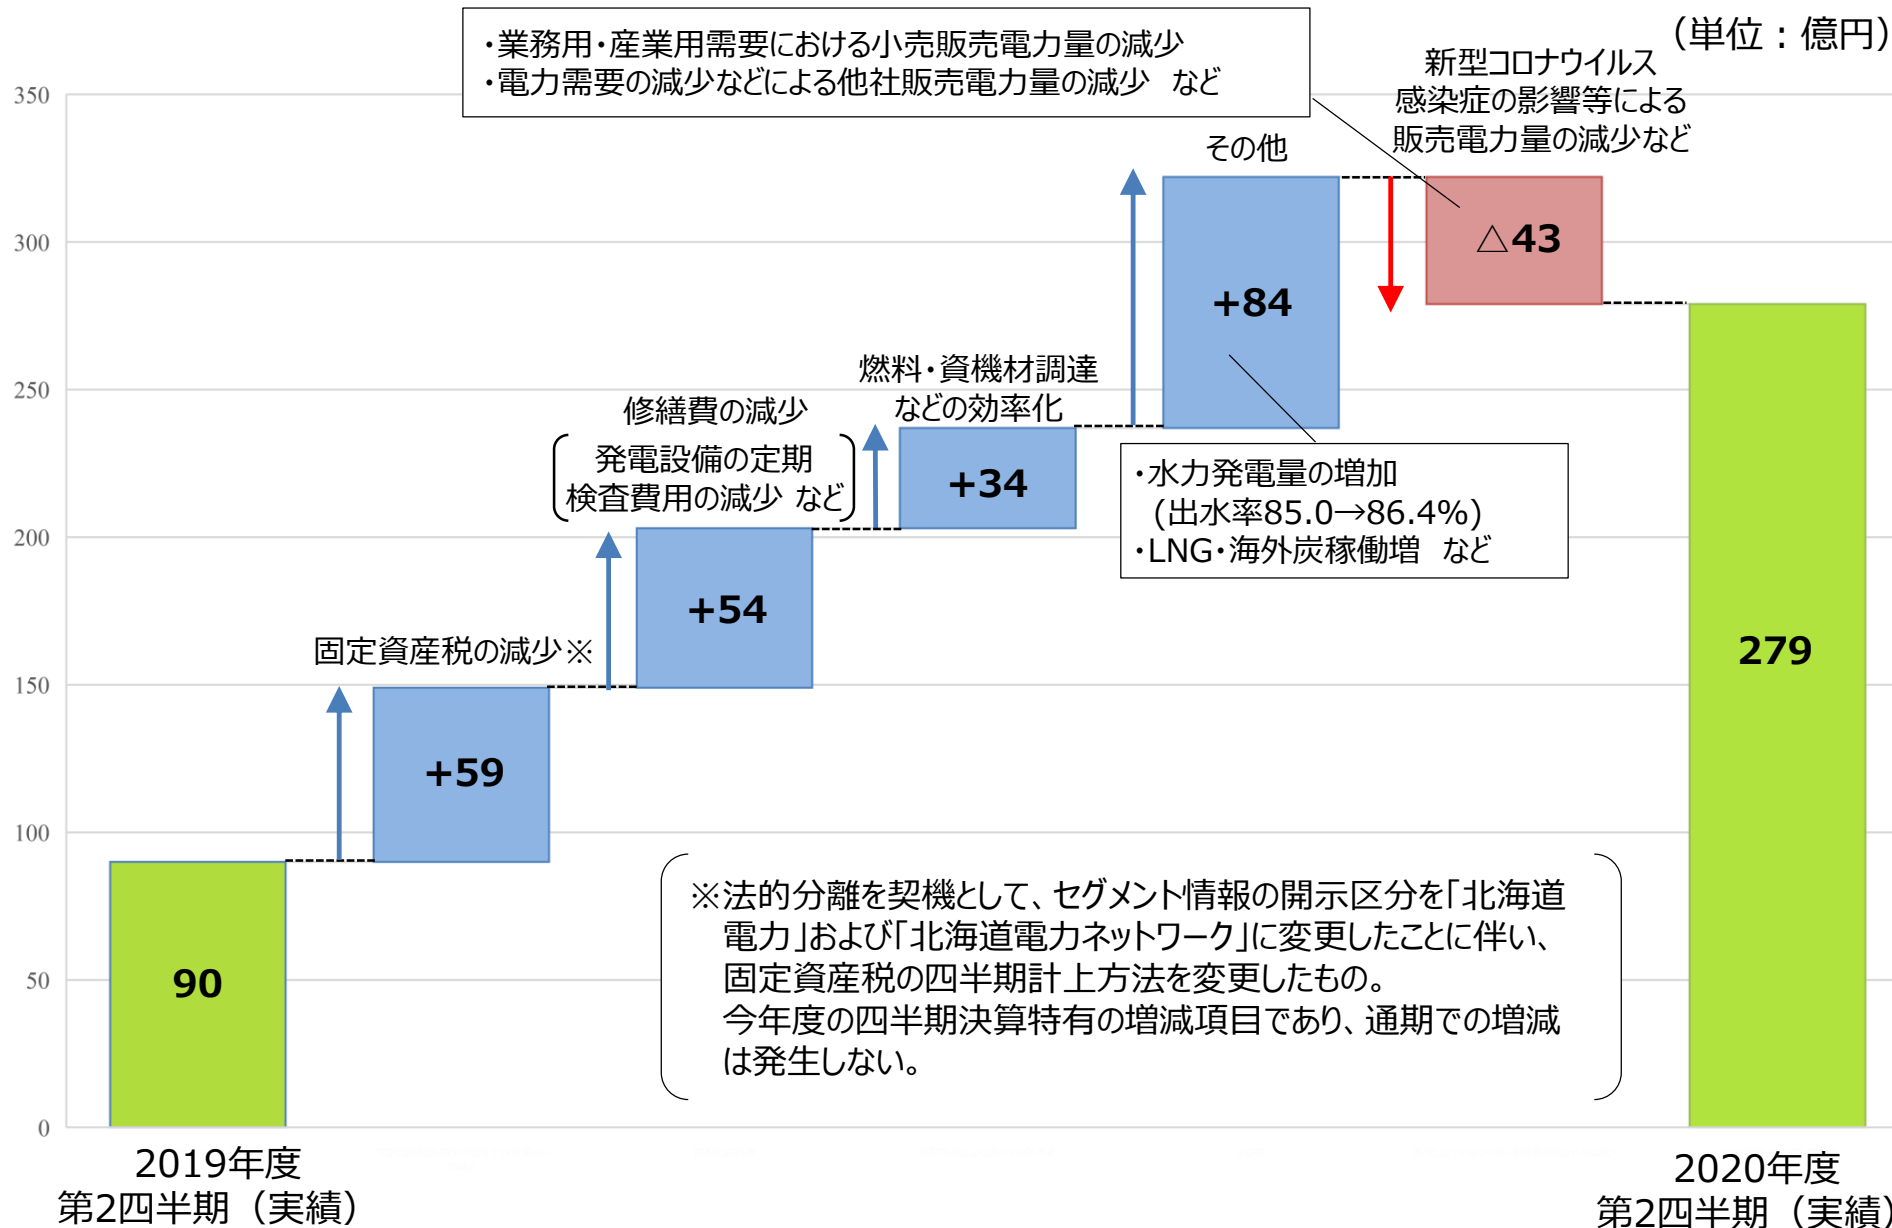 (単位：億円)
・業務用・産業用需要における小売販売電力量の減少
・電力需要の減少などによる他社販売電力量の減少 など
新型コロナウイルス
感染症の影響等による
販売電力量の減少など
その他
350
300
250
200
150
100
50
0
△43
+84
燃料・資機材調達
などの効率化
修繕費の減少
発電設備の定期
検査費用の減少 など
+34
・水力発電量の増加
(出水率85.0→86.4%)
・LNG・海外炭稼働増 など
+54
固定資産税の減少※
+59
279
90
※法的分離を契機として、セグメント情報の開示区分を「北海道
電力」および「北海道電力ネットワーク」に変更したことに伴い、
固定資産税の四半期計上方法を変更したもの。
今年度の四半期決算特有の増減項目であり、通期での増減
は発生しない。
2019年度
第2四半期（実績）
2020年度
第2四半期（実績）